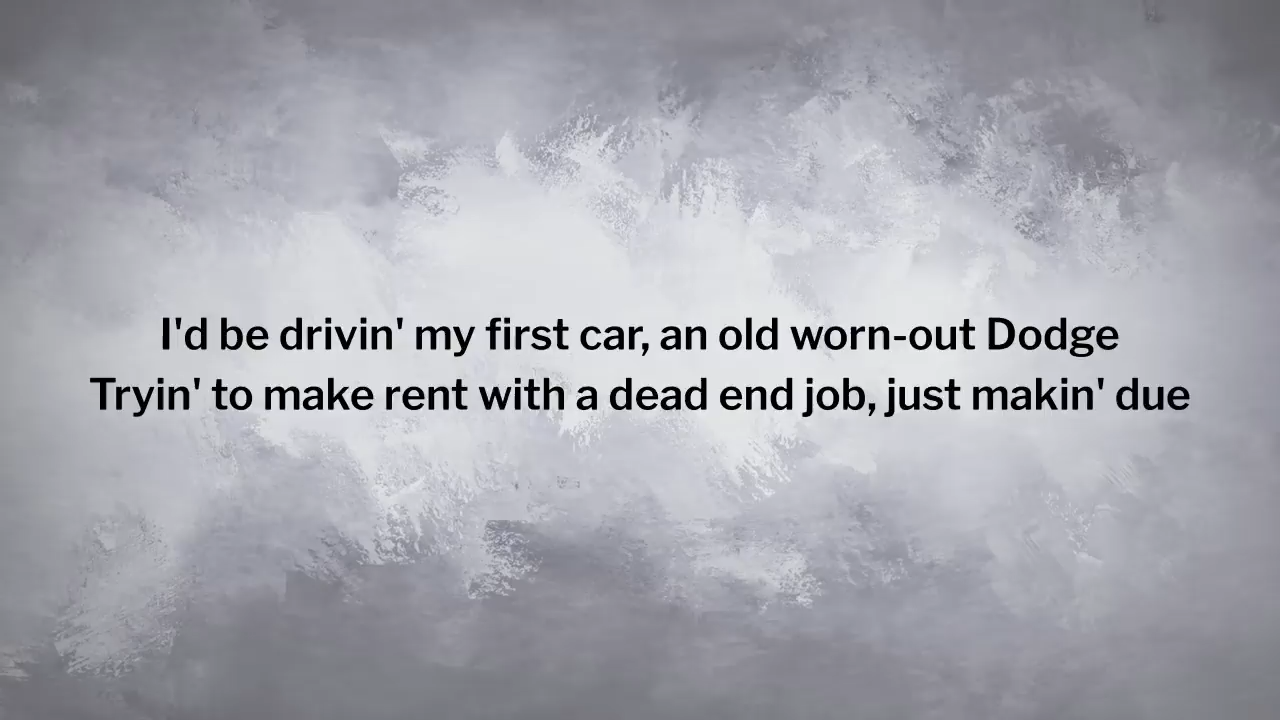 I'd be drivin' my first car, an old worn-out Dodge
Tryin' to make rent with a dead end job, just makin' due